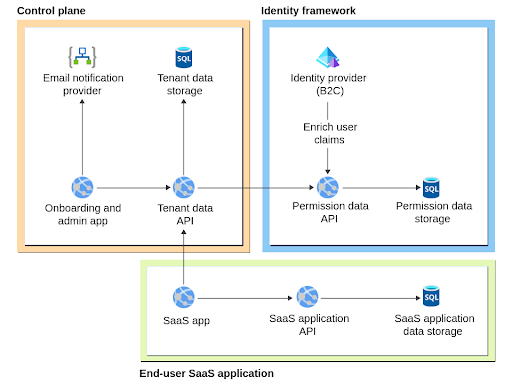 Control plane
Identity framework
SQL
SQL
Email notification
provider
Tenant data
storage
Identity provider
(B2C)
Enrich user
claims
SQL
Onboarding and
admin app
Tenant data
API
Permission data
API
Permission data
storage
SQL
SaaS app
SaaS application
API
SaaS application
data storage
End-user SaaS application